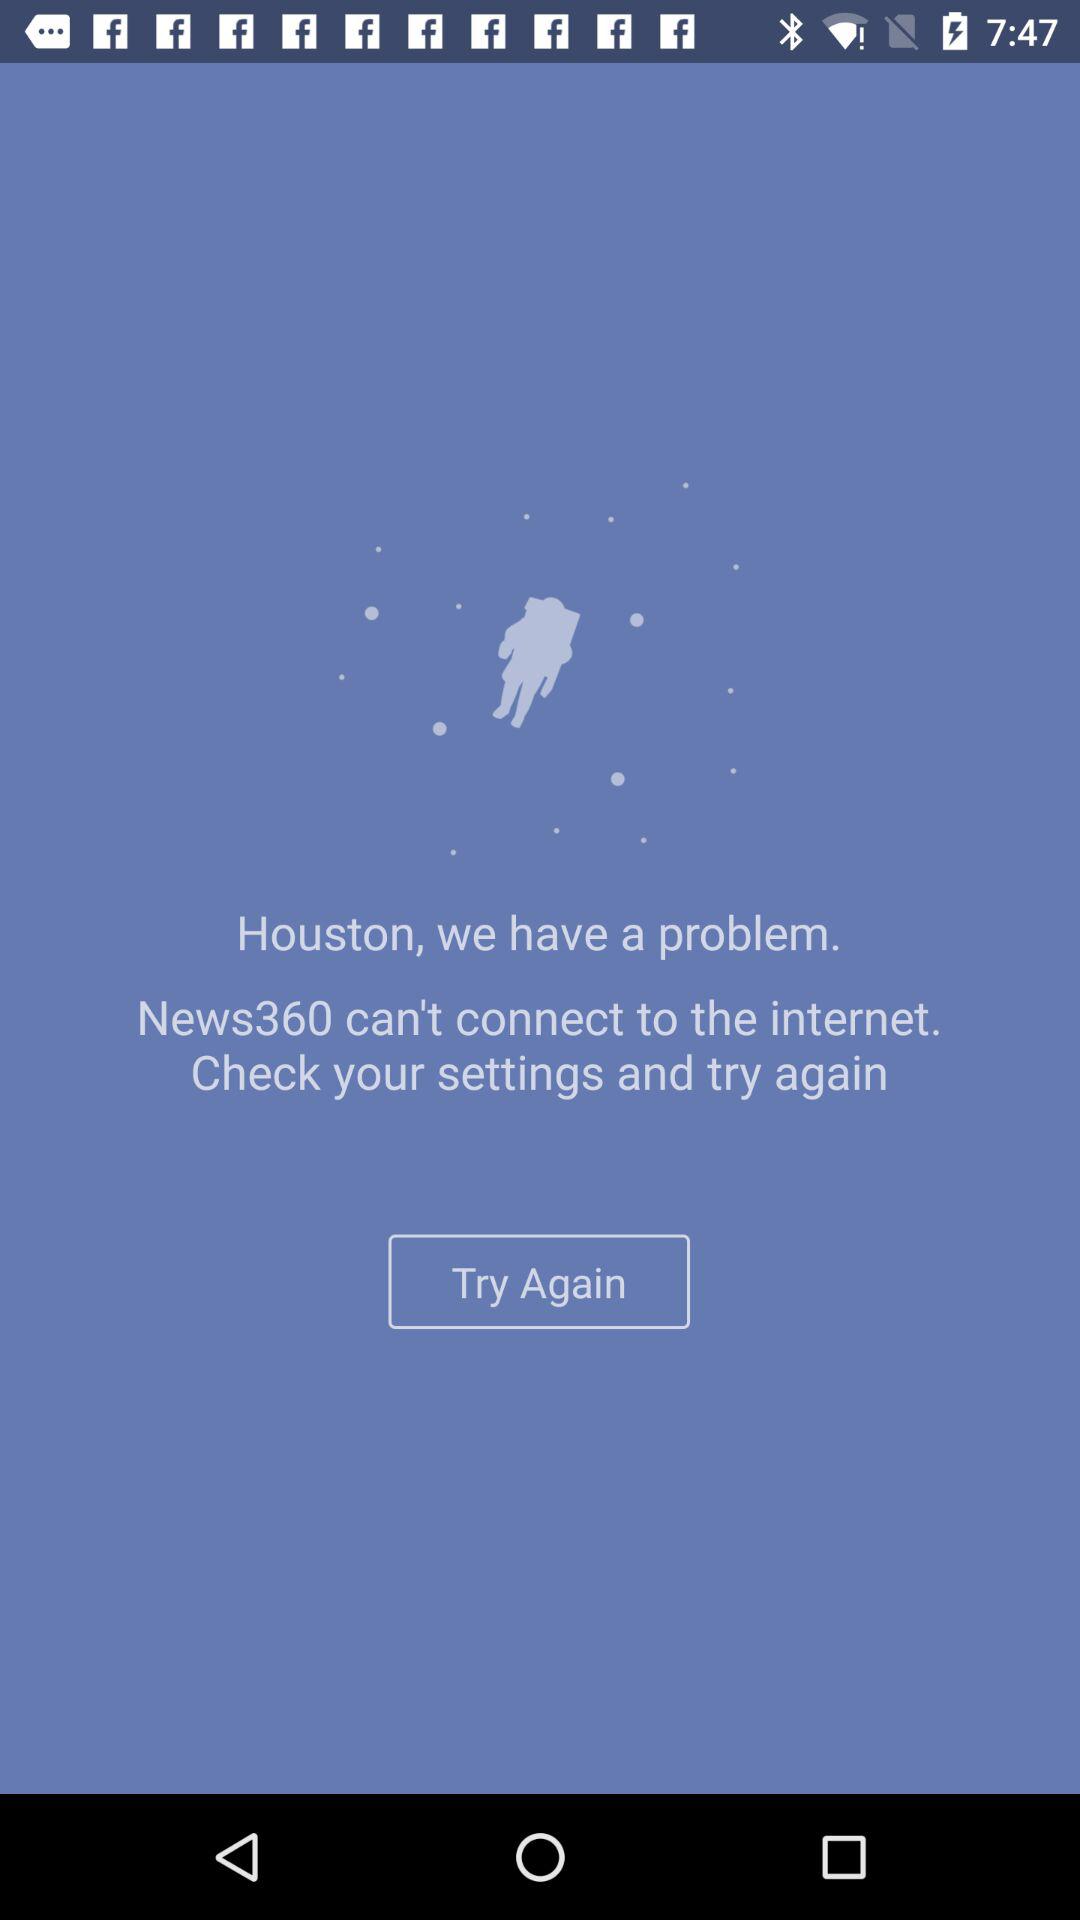 7:47
Houston, we have a problem.
News360 can't connect to the internet.
Check your settings and try again
Try Again